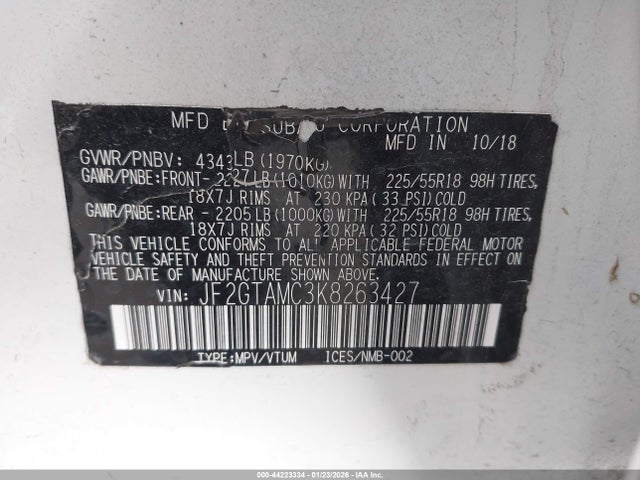 MFD BY SUBARU CORPORATION
MFD IN 10/18
GVWR/PNBV: 4343LB(1970KG)
GAWR/PNBE:FRONT-2227LB(1010KG)WITH 225/55R18 98H TIRES,
18X7J RIMS AT 230 KPA(33 PSI)COLD
GAWR/PNBE:REAR - 2205LB(1000KG)WITH 225/55R18 98H TIRES,
18X7J RIMS AT 220 KPA(32 PSI)COLD
THIS VEHICLE CONFORMS TO ALL APPLICABLE FEDERAL MOTOR
VEHICLE SAFETY AND THEFT PREVENTION STANDARDS IN EFFECT
ON THE DATE OF MANUFACTURE SHOWN ABOVE.
VIN: JF2GTAMC3K8263427
TYPE:MPV/VTUM ICES/NMB-002
000-44223334 | 01/23/2026 | COPART